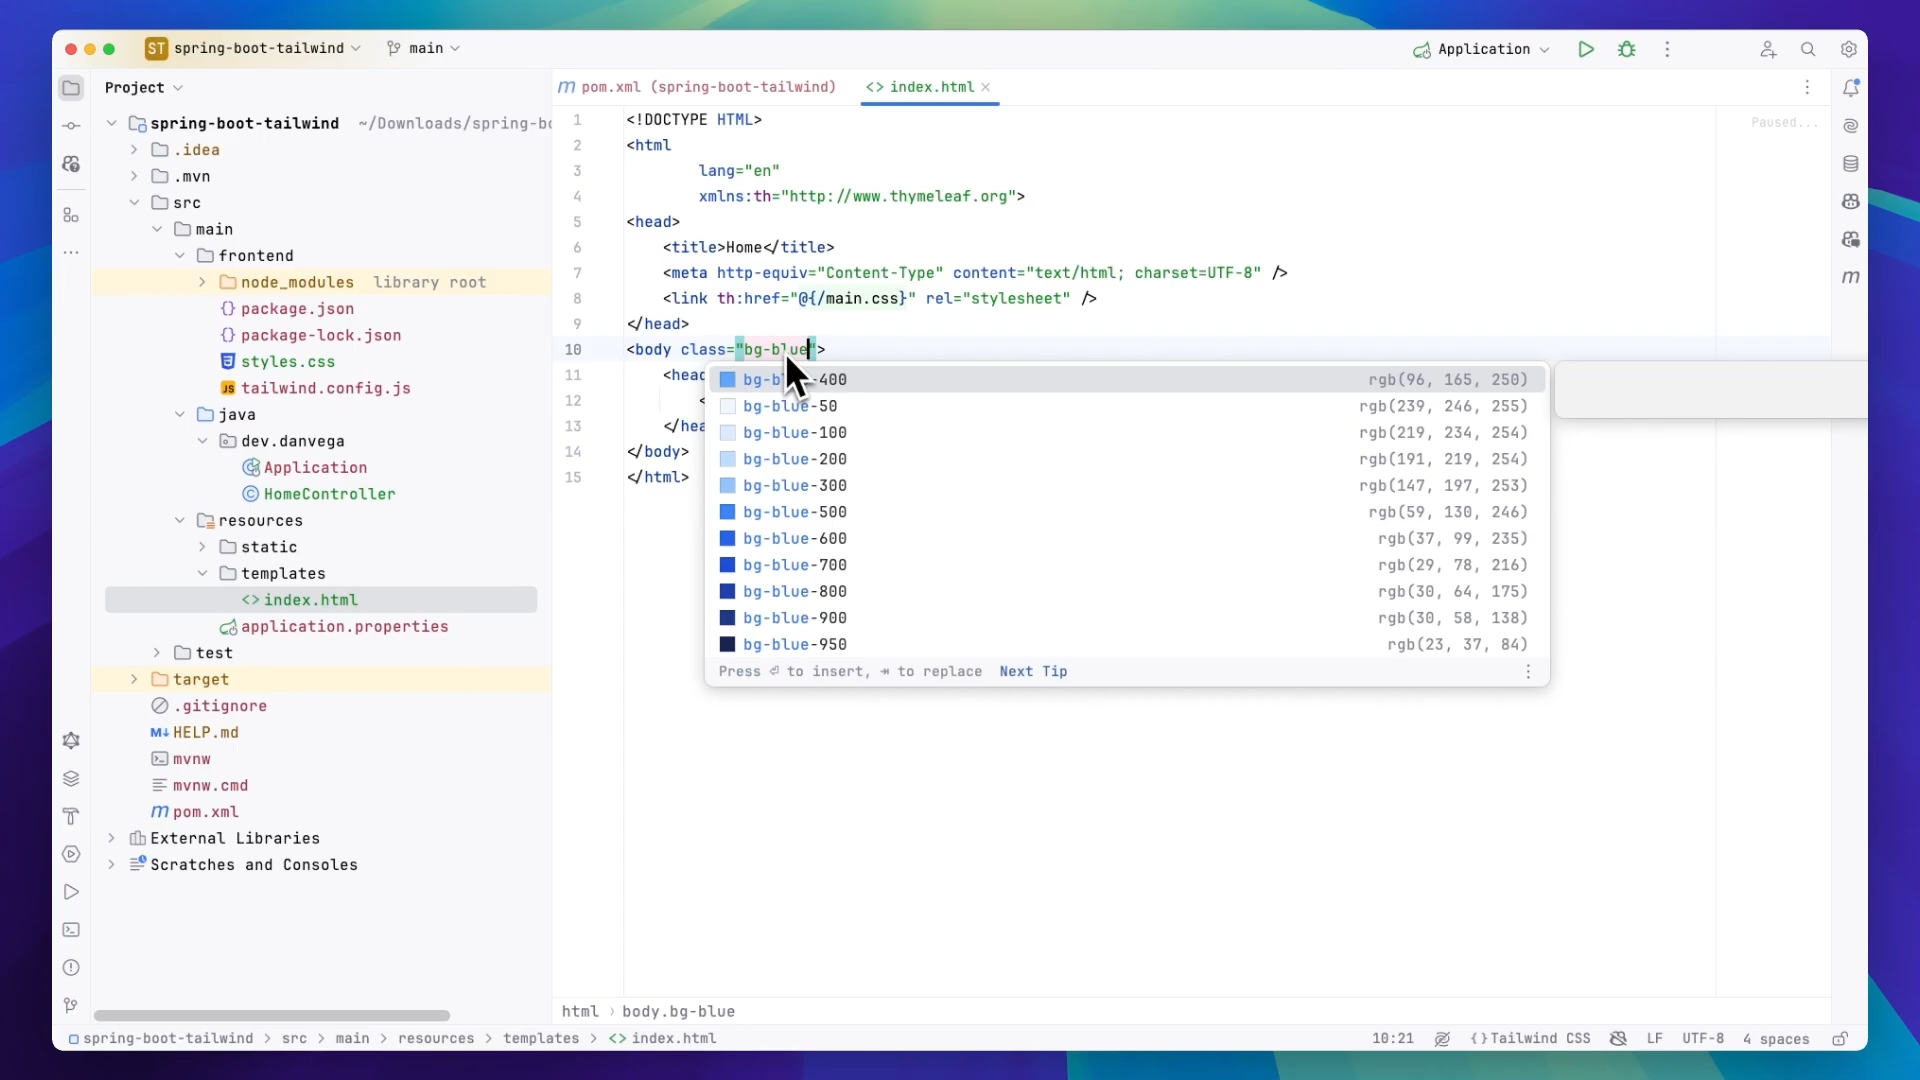 ST spring-boot-tailwind main
Application
Project
spring-boot-tailwind ~/Downloads/spring-bo
.idea
.mvn
src
main
frontend
node_modules library root
package.json
package-lock.json
styles.css
JS tailwind.config.js
java
dev.danvega
Application
HomeController
resources
static
templates
<> index.html
application.properties
test
target
.gitignore
M↓ HELP.md
mvnw
mvnw.cmd
m pom.xml
External Libraries
Scratches and Consoles
m pom.xml (spring-boot-tailwind) <> index.html
Paused...
1 <!DOCTYPE HTML>
2 <html
3 lang="en"
4 xmlns:th="http://www.thymeleaf.org">
5 <head>
6 <title>Home</title>
7 <meta http-equiv="Content-Type" content="text/html; charset=UTF-8" />
8 <link th:href="@{/main.css}" rel="stylesheet" />
9 </head>
10 <body class="bg-blue">
11 <head
12 <
13 </hea
14 </body>
15 </html>
bg-blue-400 rgb(96, 165, 250)
bg-blue-50 rgb(239, 246, 255)
bg-blue-100 rgb(219, 234, 254)
bg-blue-200 rgb(191, 219, 254)
bg-blue-300 rgb(147, 197, 253)
bg-blue-500 rgb(59, 130, 246)
bg-blue-600 rgb(37, 99, 235)
bg-blue-700 rgb(29, 78, 216)
bg-blue-800 rgb(30, 64, 175)
bg-blue-900 rgb(30, 58, 138)
bg-blue-950 rgb(23, 37, 84)
Press ⏎ to insert, ⇥ to replace Next Tip
m
html › body.bg-blue
spring-boot-tailwind > src > main > resources > templates > <> index.html
10:21 {} Tailwind CSS LF UTF-8 4 spaces